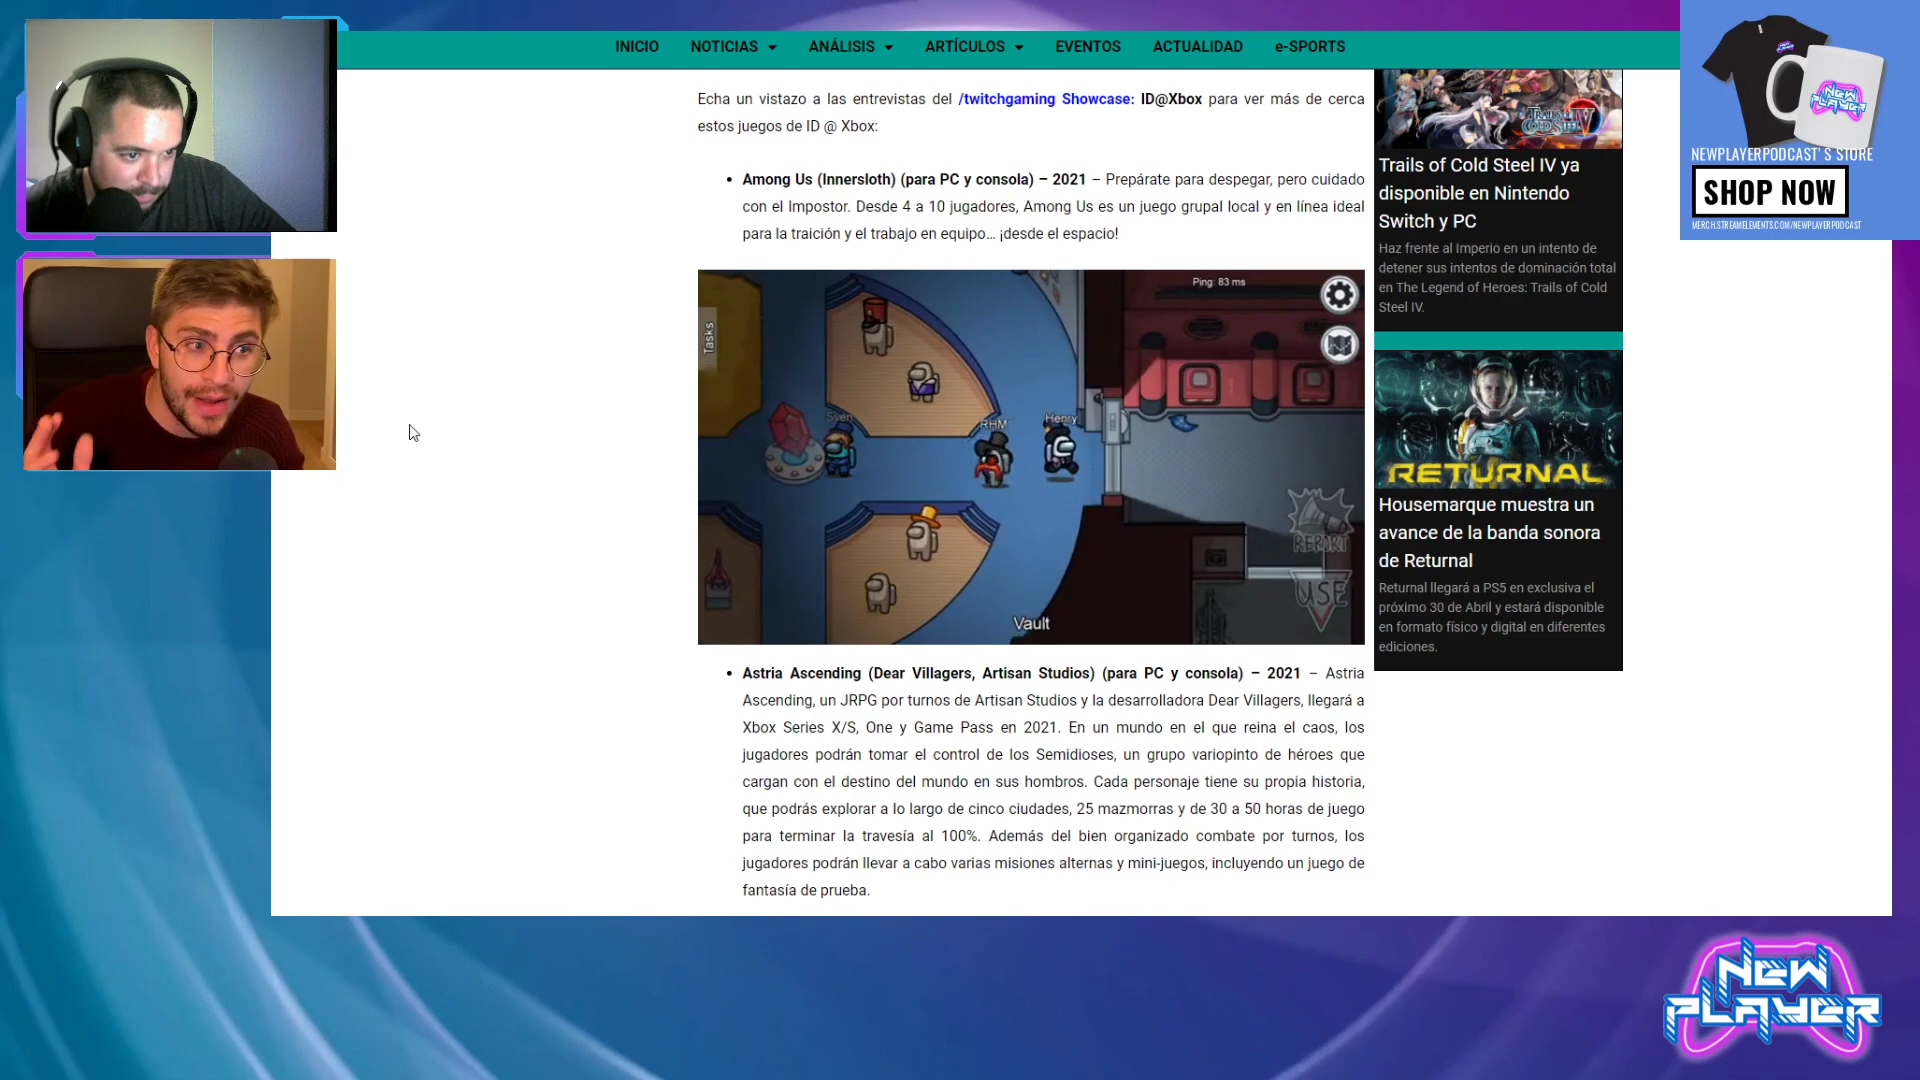 INICIO NOTICIAS ANÁLISIS ARTÍCULOS EVENTOS ACTUALIDAD e-SPORTS
Echa un vistazo a las entrevistas del /twitchgaming Showcase: ID@Xbox para ver más de cerca
estos juegos de ID @ Xbox:
• Among Us (Innersloth) (para PC y consola) – 2021 – Prepárate para despegar, pero cuidado
con el Impostor. Desde 4 a 10 jugadores, Among Us es un juego grupal local y en línea ideal
para la traición y el trabajo en equipo… ¡desde el espacio!
Ping: 83 ms
Tasks
Sven
RHM
Henry
REPORT
USE
Vault
• Astria Ascending (Dear Villagers, Artisan Studios) (para PC y consola) – 2021 – Astria
Ascending, un JRPG por turnos de Artisan Studios y la desarrolladora Dear Villagers, llegará a
Xbox Series X/S, One y Game Pass en 2021. En un mundo en el que reina el caos, los
jugadores podrán tomar el control de los Semidioses, un grupo variopinto de héroes que
cargan con el destino del mundo en sus hombros. Cada personaje tiene su propia historia,
que podrás explorar a lo largo de cinco ciudades, 25 mazmorras y de 30 a 50 horas de juego
para terminar la travesía al 100%. Además del bien organizado combate por turnos, los
jugadores podrán llevar a cabo varias misiones alternas y mini-juegos, incluyendo un juego de
fantasía de prueba.
TRAILS OF
COLD STEEL IV
Trails of Cold Steel IV ya
disponible en Nintendo
Switch y PC
Haz frente al Imperio en un intento de
detener sus intentos de dominación total
en The Legend of Heroes: Trails of Cold
Steel IV.
RETURNAL
Housemarque muestra un
avance de la banda sonora
de Returnal
Returnal llegará a PS5 en exclusiva el
próximo 30 de Abril y estará disponible
en formato físico y digital en diferentes
ediciones.
NEW
PLAYER
NEWPLAYERPODCAST'S STORE
SHOP NOW
MERCH.STREAMELEMENTS.COM/NEWPLAYERPODCAST
NEW
PLAYER